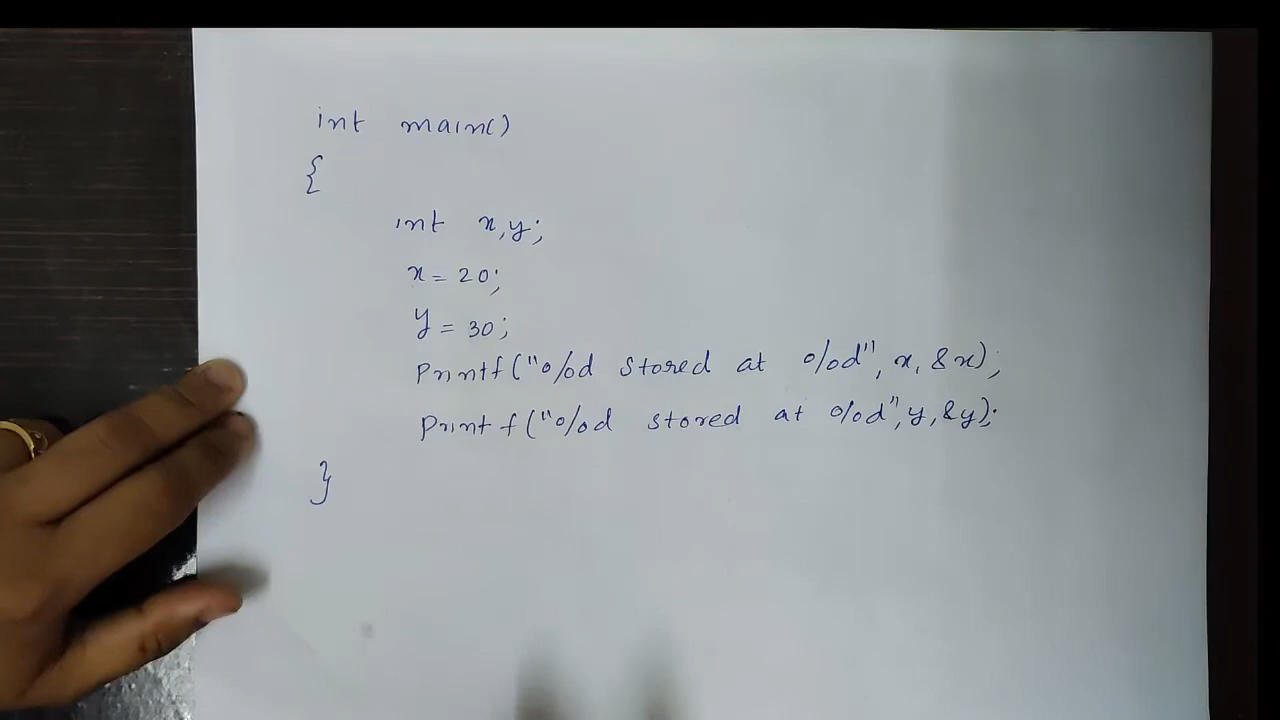 int main()
{
int x,y;
x = 20;
y = 30;
Printf("%d stored at %d", x, &x);
Printf("%d stored at %d", y, &y);
}